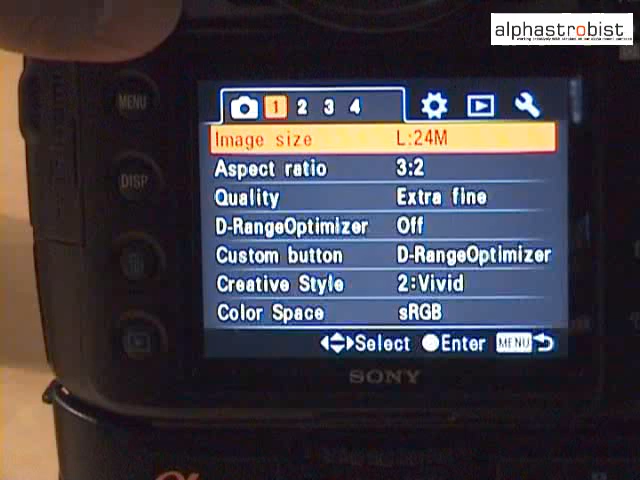 alphastrobist
MENU
1 2 3 4
Image size L:24M
DISP
Aspect ratio 3:2
Quality Extra fine
D-RangeOptimizer Off
Custom button D-RangeOptimizer
Creative Style 2:Vivid
Color Space sRGB
Select Enter MENU
SONY